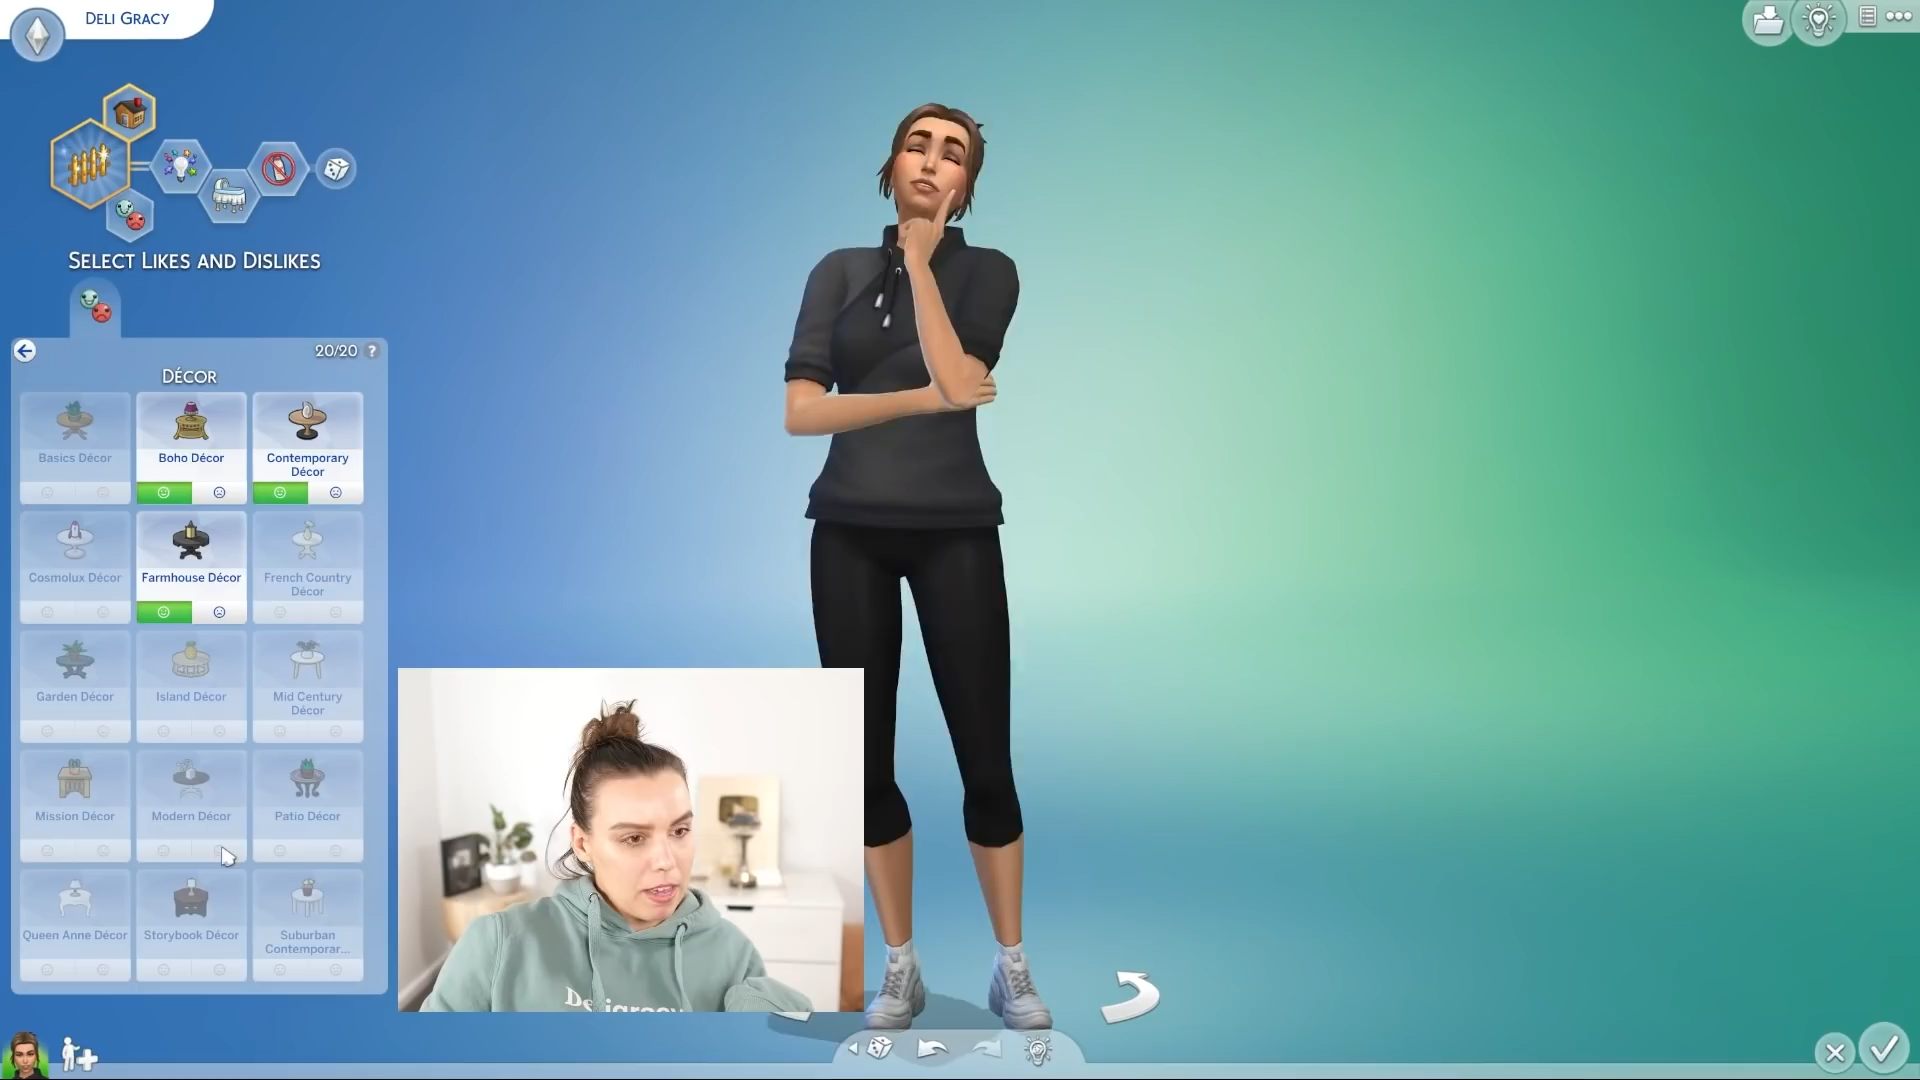 DELI GRACY
SELECT LIKES AND DISLIKES
20/20 ?
DÉCOR
Basics Décor
Boho Décor
Contemporary
Décor
Cosmolux Décor
Farmhouse Décor
French Country
Décor
Garden Décor
Island Décor
Mid Century
Décor
Mission Décor
Modern Décor
Patio Décor
Queen Anne Décor
Storybook Décor
Suburban
Contemporar...